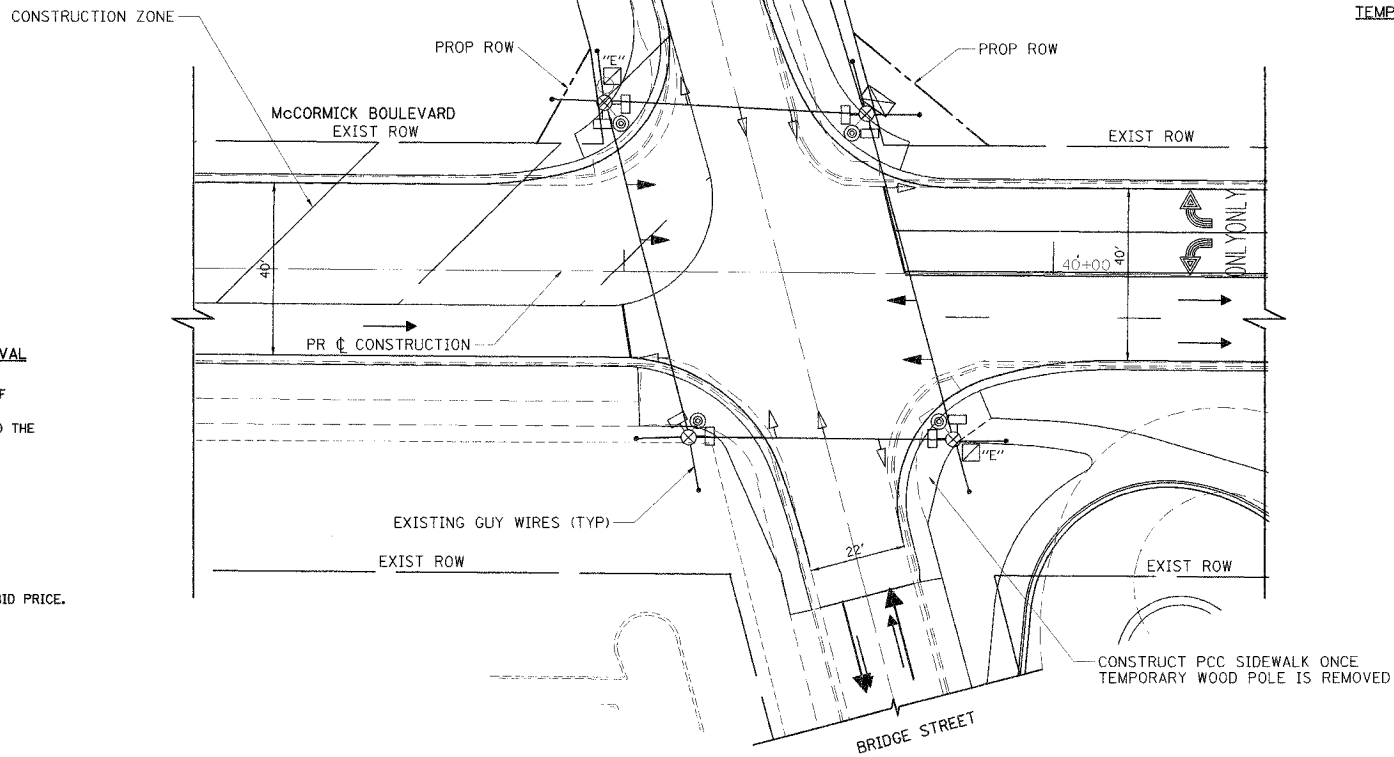 CONSTRUCTION ZONE
TEMP
PROP ROW
"E"
PROP ROW
McCORMICK BOULEVARD
EXIST ROW
EXIST ROW
ONLY ONLY
40'
40+00
40'
PR ℄ CONSTRUCTION
VAL
F
O THE
"E"
EXISTING GUY WIRES (TYP)
22'
EXIST ROW
EXIST ROW
BID PRICE.
CONSTRUCT PCC SIDEWALK ONCE
TEMPORARY WOOD POLE IS REMOVED
BRIDGE STREET